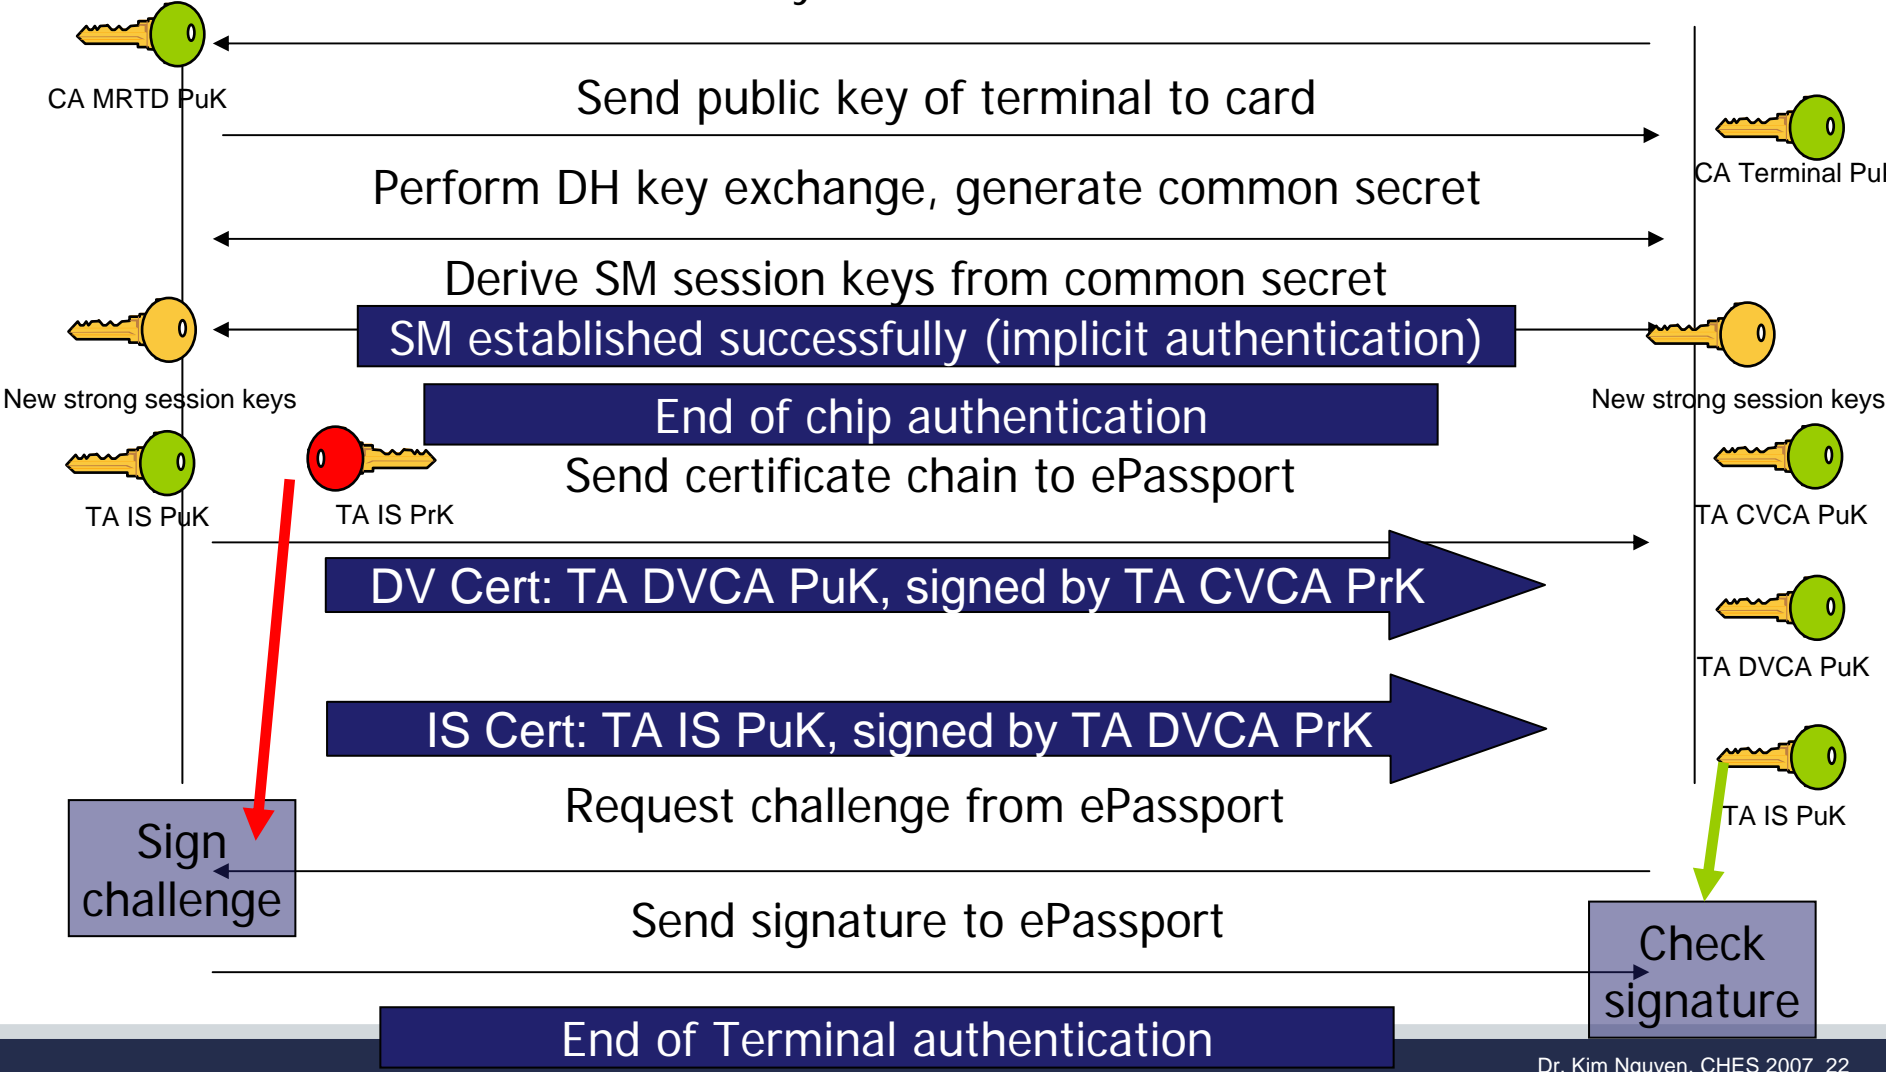 CA MRTD PuK
Send public key of terminal to card
CA Terminal
Perform DH key exchange, generate common secret
Derive SM session keys from common secret
SM established successfully (implicit authentication)
New strong session keys
New strong session keys
End of chip authentication
Send certificate chain to ePassport
TA IS PuK
TA IS PrK
TA CVCA PuK
DV Cert: TA DVCA PuK, signed by TA CVCA PrK
TA DVCA PuK
IS Cert: TA IS PuK, signed by TA DVCA PrK
Request challenge from ePassport
TA IS PuK
Sign
challenge
Send signature to ePassport
Check
signature
End of Terminal authentication
Dr. Kim Nguyen, CHES 2007 22